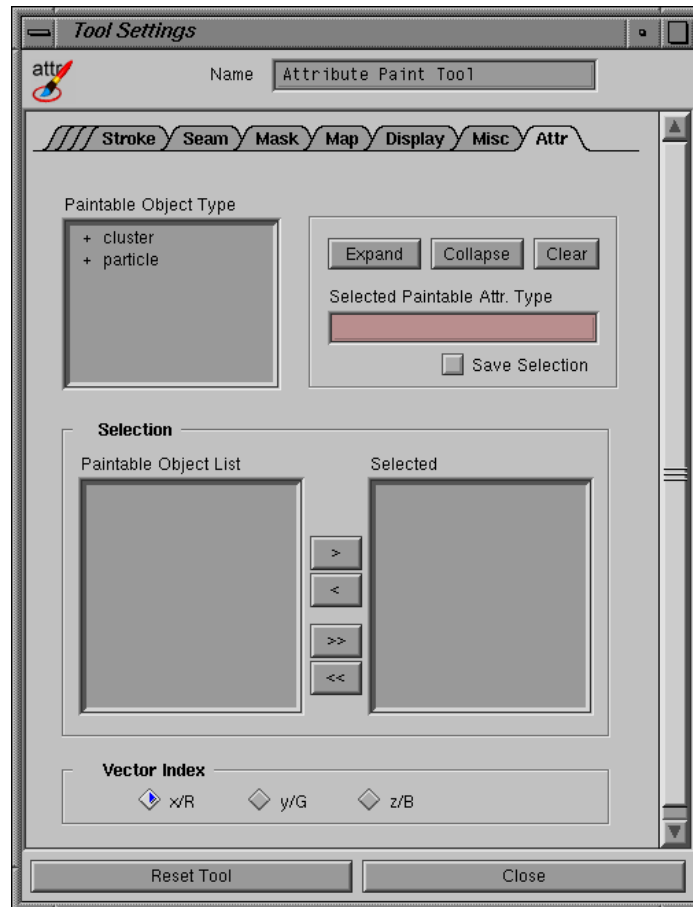 Tool Settings
attr
Name Attribute Paint Tool
Stroke Seam Mask Map Display Misc Attr
Paintable Object Type
+ cluster
+ particle
Expand Collapse Clear
Selected Paintable Attr. Type
Save Selection
Selection
Paintable Object List Selected
>
<
>>
<<
Vector Index
x/R y/G z/B
Reset Tool Close